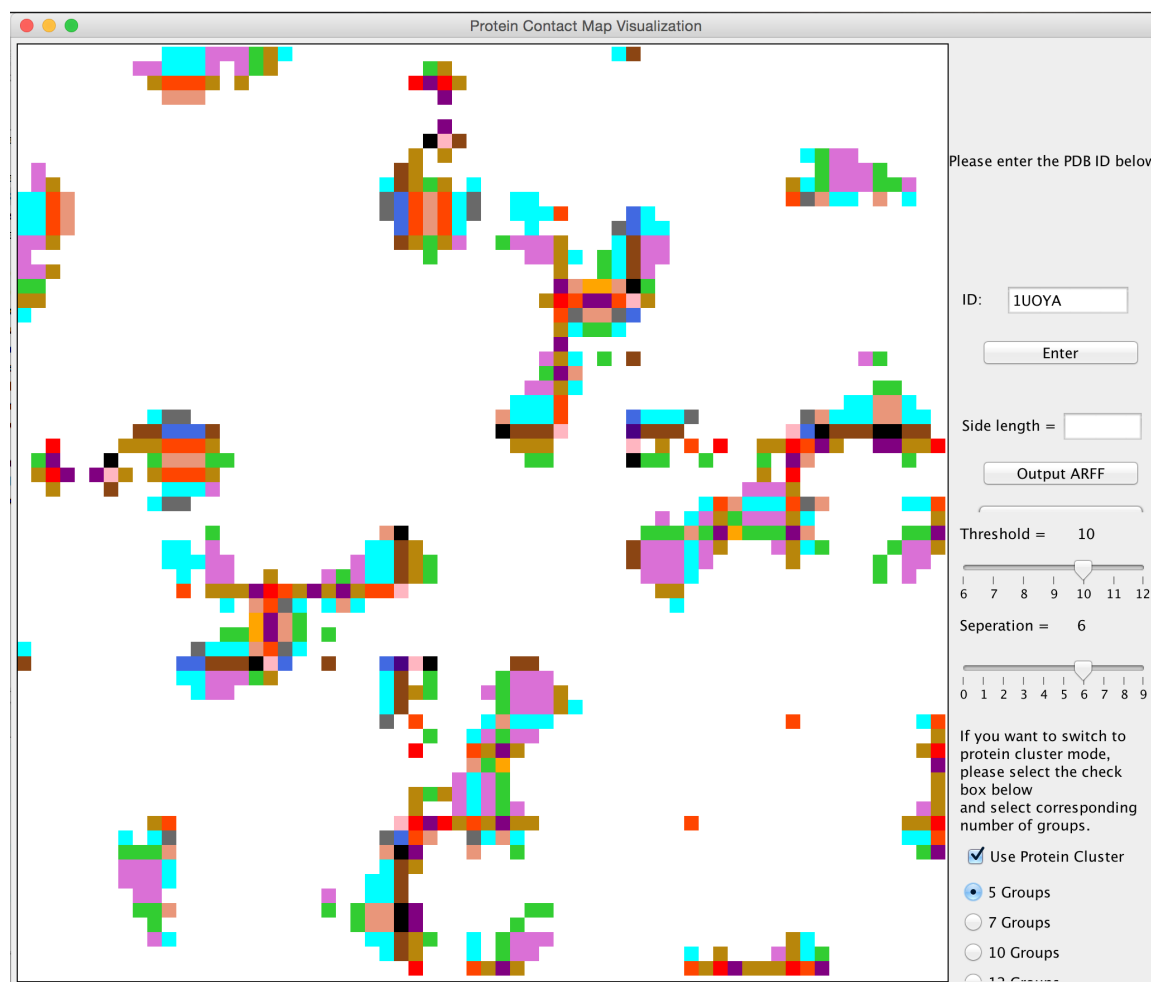 Protein Contact Map Visualization
Please enter the PDB ID below
ID: 1UOYA
Enter
Side length =
Output ARFF
Threshold = 10
6 7 8 9 10 11 12
Seperation = 6
0 1 2 3 4 5 6 7 8 9
If you want to switch to
protein cluster mode,
please select the check
box below
and select corresponding
number of groups.
Use Protein Cluster
5 Groups
7 Groups
10 Groups